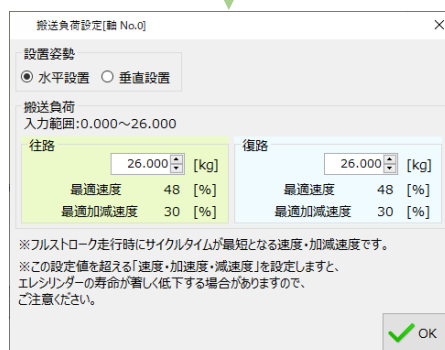 搬送負荷設定[軸 No.0]
設置姿勢
水平設置 垂直設置
搬送負荷
入力範囲:0.000～26.000
往路 復路
26.000 [kg] 26.000 [kg]
最適速度 48 [%] 最適速度 48 [%]
最適加減速度 30 [%] 最適加減速度 30 [%]
※フルストローク走行時にサイクルタイムが最短となる速度・加減速度です。
※この設定値を超える「速度・加速度・減速度」を設定しますと、
エレシリンダーの寿命が著しく低下する場合がありますので、
ご注意ください。
OK